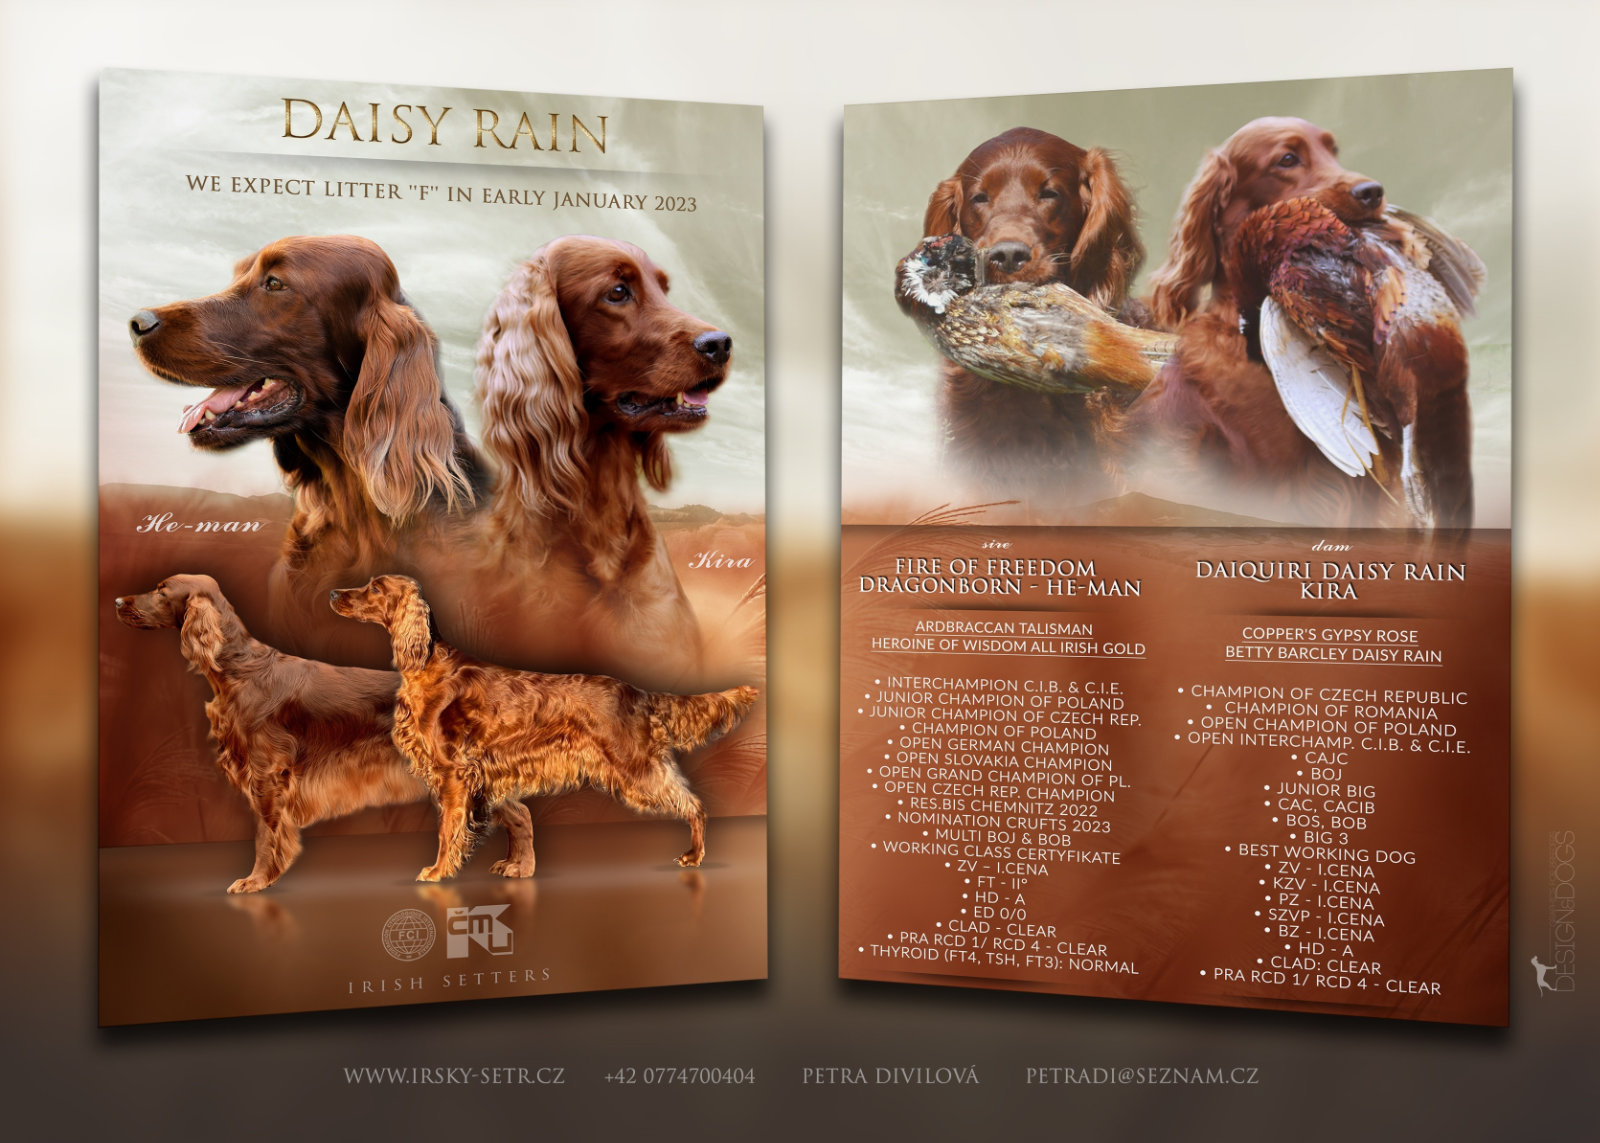 DAISY RAIN
WE EXPECT LITTER "F" IN EARLY JANUARY 2023
He-man
Kira
FCI
ČMKU
IRISH SETTERS
sire
FIRE OF FREEDOM
DRAGONBORN - HE-MAN
ARDBRACCAN TALISMAN
HEROINE OF WISDOM ALL IRISH GOLD
• INTERCHAMPION C.I.B. & C.I.E.
• JUNIOR CHAMPION OF POLAND
• JUNIOR CHAMPION OF CZECH REP.
• CHAMPION OF POLAND
• OPEN GERMAN CHAMPION
• OPEN SLOVAKIA CHAMPION
• OPEN GRAND CHAMPION OF PL.
• OPEN CZECH REP. CHAMPION
• RES.BIS CHEMNITZ 2022
• NOMINATION CRUFTS 2023
• MULTI BOJ & BOB
• WORKING CLASS CERTYFIKATE
• ZV - I.CENA
• FT - II°
• HD - A
• ED 0/0
• CLAD - CLEAR
• PRA RCD 1/ RCD 4 - CLEAR
• THYROID (FT4, TSH, FT3): NORMAL
dam
DAIQUIRI DAISY RAIN
KIRA
COPPER'S GYPSY ROSE
BETTY BARCLEY DAISY RAIN
• CHAMPION OF CZECH REPUBLIC
• CHAMPION OF ROMANIA
• OPEN CHAMPION OF POLAND
• OPEN INTERCHAMP. C.I.B. & C.I.E.
• CAJC
• BOJ
• JUNIOR BIG
• CAC, CACIB
• BOS, BOB
• BIG 3
• BEST WORKING DOG
• ZV - I.CENA
• KZV - I.CENA
• PZ - I.CENA
• SZVP - I.CENA
• BZ - I.CENA
• HD - A
• CLAD: CLEAR
• PRA RCD 1/ RCD 4 - CLEAR
DESIGN&DOGS
WWW.IRSKY-SETR.CZ +42 0774700404 PETRA DIVILOVÁ PETRADI@SEZNAM.CZ